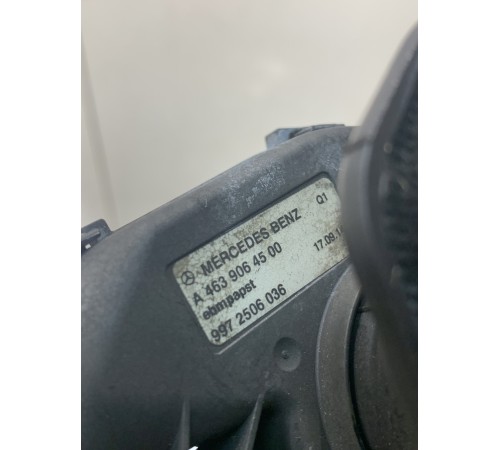 MERCEDES-BENZ Q1
A 463 906 45 00
ebmpapst 17.09.1
997 2506 036